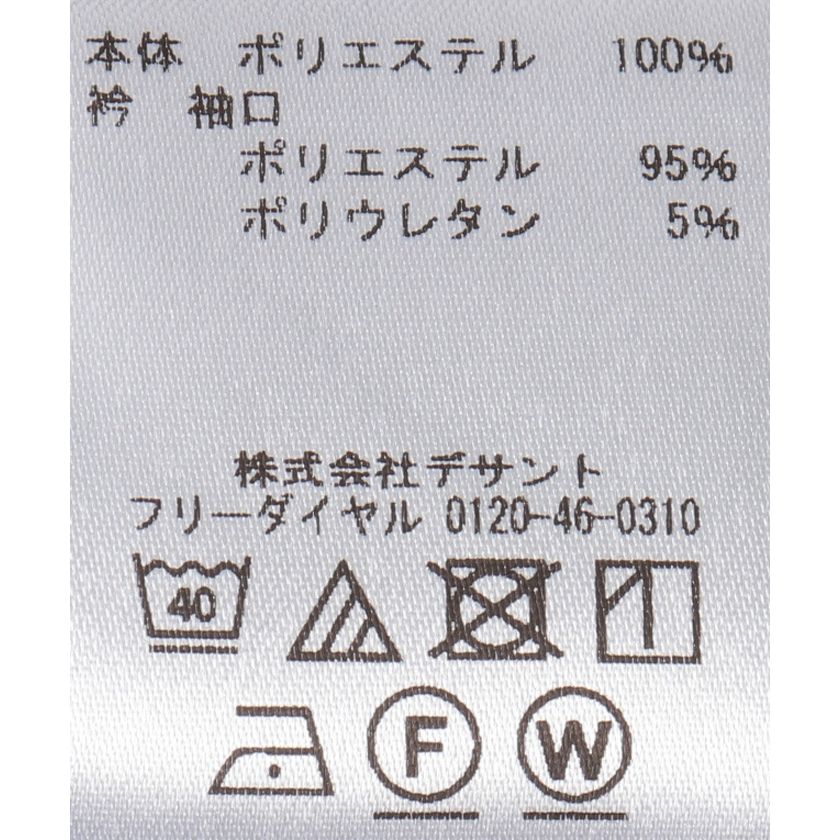 本体 ポリエステル 100%
衿 袖口
ポリエステル 95%
ポリウレタン 5%
株式会社デサント
フリーダイヤル 0120-46-0310
40
F W